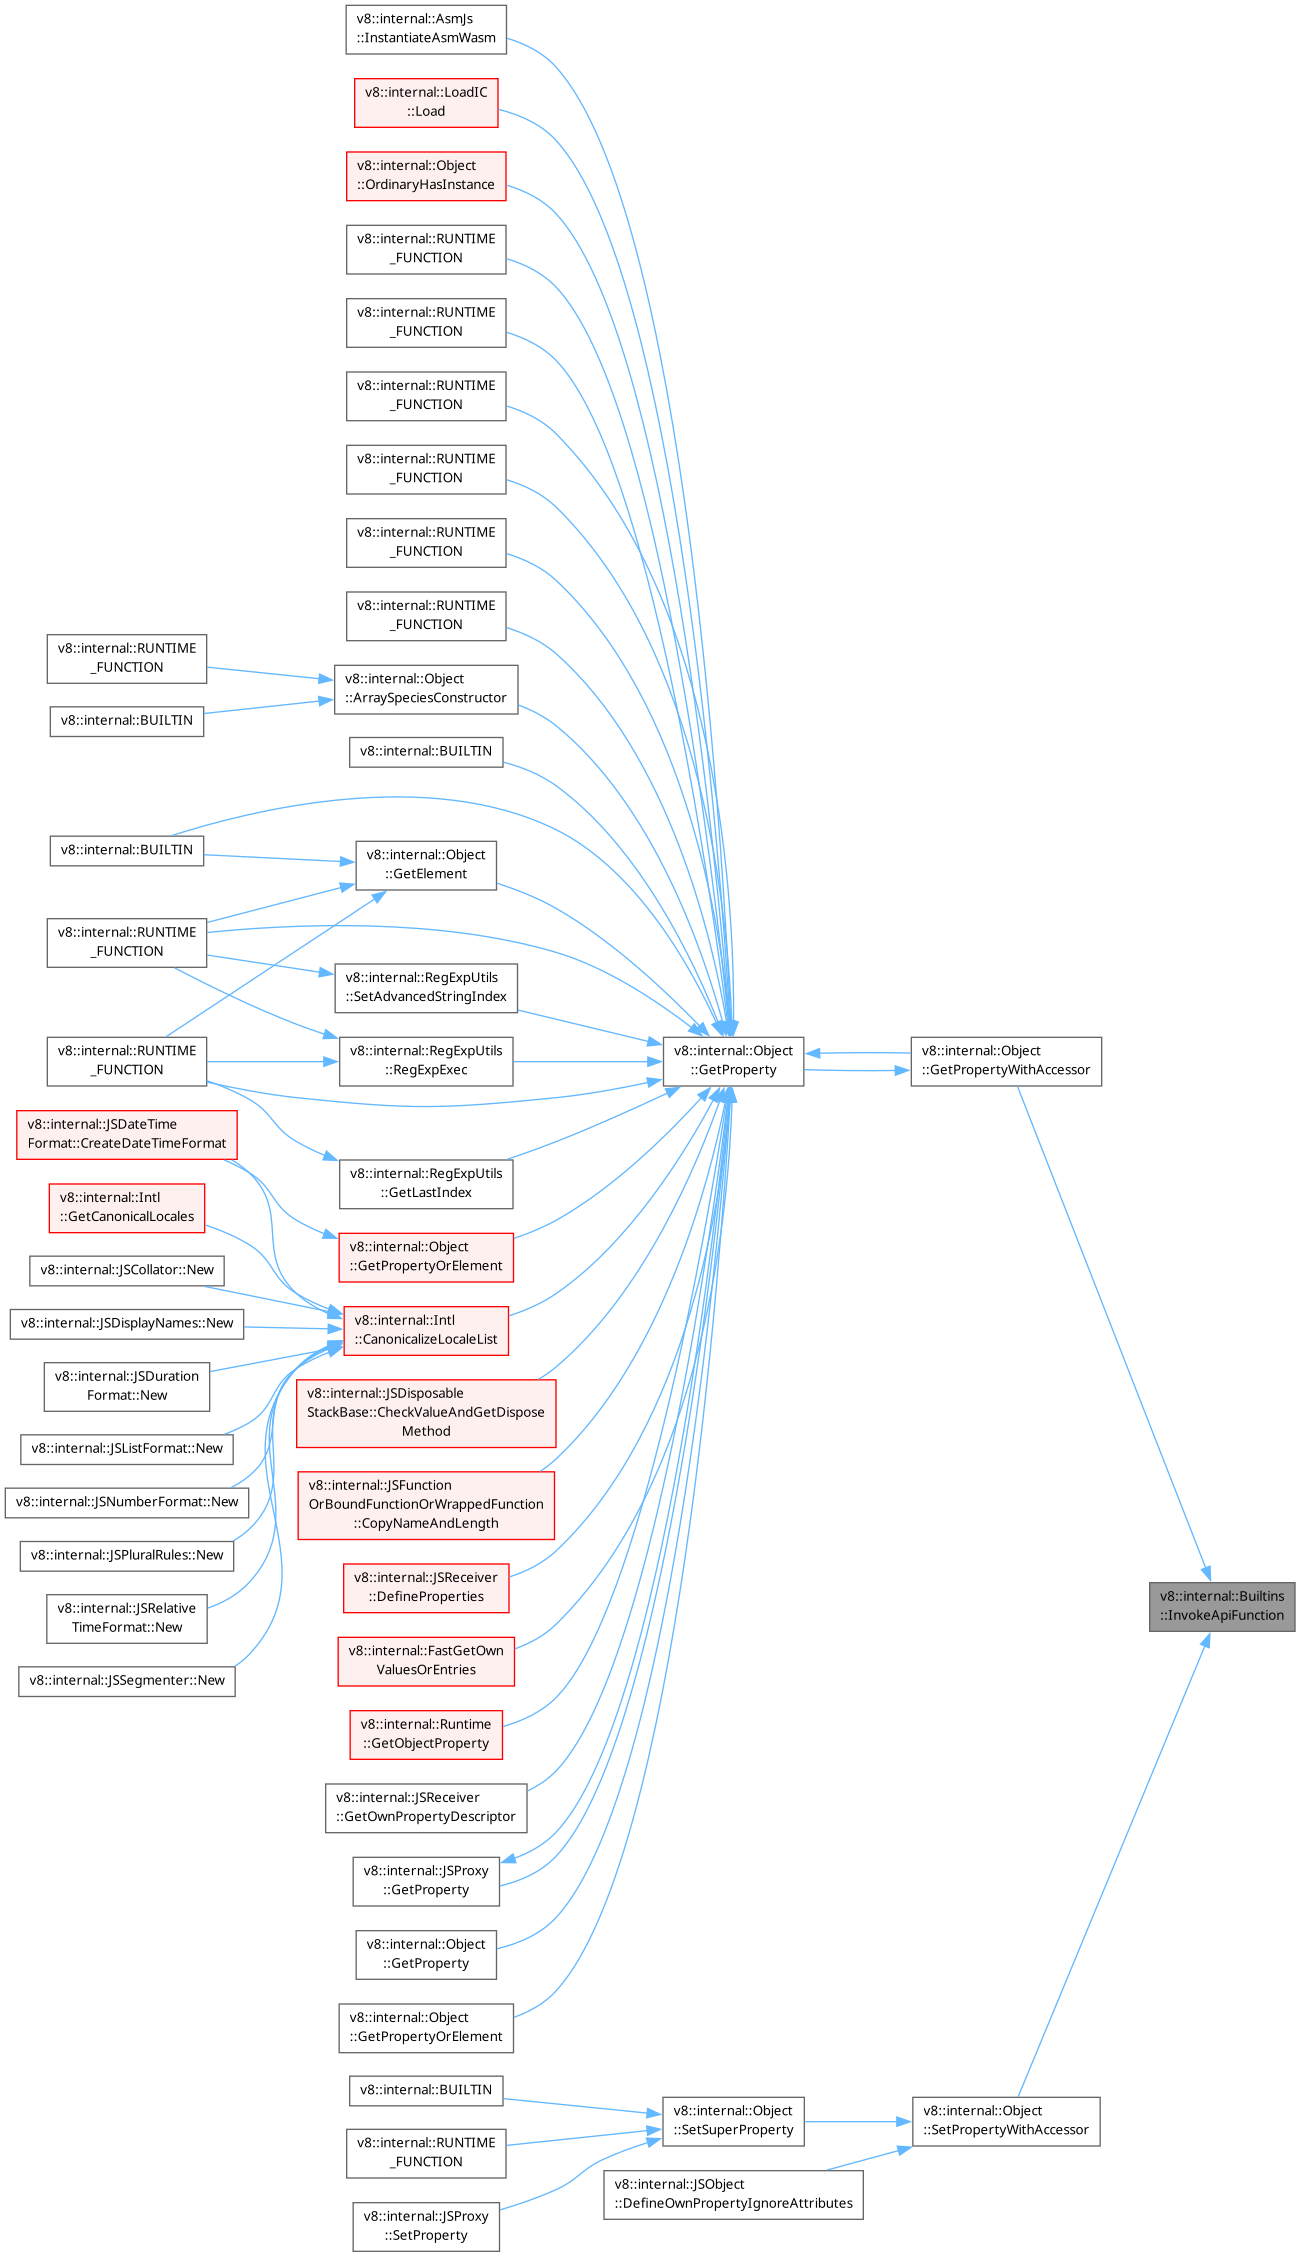 v8::internal::AsmJs
::InstantiateAsmWasm
v8::internal::LoadIC
::Load
v8::internal::Object
::OrdinaryHasInstance
v8::internal::RUNTIME
_FUNCTION
v8::internal::RUNTIME
_FUNCTION
v8::internal::RUNTIME
_FUNCTION
v8::internal::RUNTIME
_FUNCTION
v8::internal::RUNTIME
_FUNCTION
v8::internal::RUNTIME
_FUNCTION
v8::internal::RUNTIME
_FUNCTION
v8::internal::Object
::ArraySpeciesConstructor
v8::internal::BUILTIN
v8::internal::BUILTIN
v8::internal::BUILTIN
v8::internal::Object
::GetElement
v8::internal::RUNTIME
_FUNCTION
v8::internal::RegExpUtils
::SetAdvancedStringIndex
v8::internal::RUNTIME
_FUNCTION
v8::internal::RegExpUtils
::RegExpExec
v8::internal::Object
::GetProperty
v8::internal::Object
::GetPropertyWithAccessor
v8::internal::JSDateTime
Format::CreateDateTimeFormat
v8::internal::RegExpUtils
::GetLastIndex
v8::internal::Intl
::GetCanonicalLocales
v8::internal::Object
::GetPropertyOrElement
v8::internal::JSCollator::New
v8::internal::JSDisplayNames::New
v8::internal::Intl
::CanonicalizeLocaleList
v8::internal::JSDuration
Format::New
v8::internal::JSDisposable
StackBase::CheckValueAndGetDispose
Method
v8::internal::JSListFormat::New
v8::internal::JSNumberFormat::New
v8::internal::JSFunction
OrBoundFunctionOrWrappedFunction
::CopyNameAndLength
v8::internal::JSPluralRules::New
v8::internal::JSReceiver
::DefineProperties
v8::internal::Builtins
::InvokeApiFunction
v8::internal::JSRelative
TimeFormat::New
v8::internal::FastGetOwn
ValuesOrEntries
v8::internal::JSSegmenter::New
v8::internal::Runtime
::GetObjectProperty
v8::internal::JSReceiver
::GetOwnPropertyDescriptor
v8::internal::JSProxy
::GetProperty
v8::internal::Object
::GetProperty
v8::internal::Object
::GetPropertyOrElement
v8::internal::BUILTIN
v8::internal::Object
::SetSuperProperty
v8::internal::Object
::SetPropertyWithAccessor
v8::internal::RUNTIME
_FUNCTION
v8::internal::JSObject
::DefineOwnPropertyIgnoreAttributes
v8::internal::JSProxy
::SetProperty